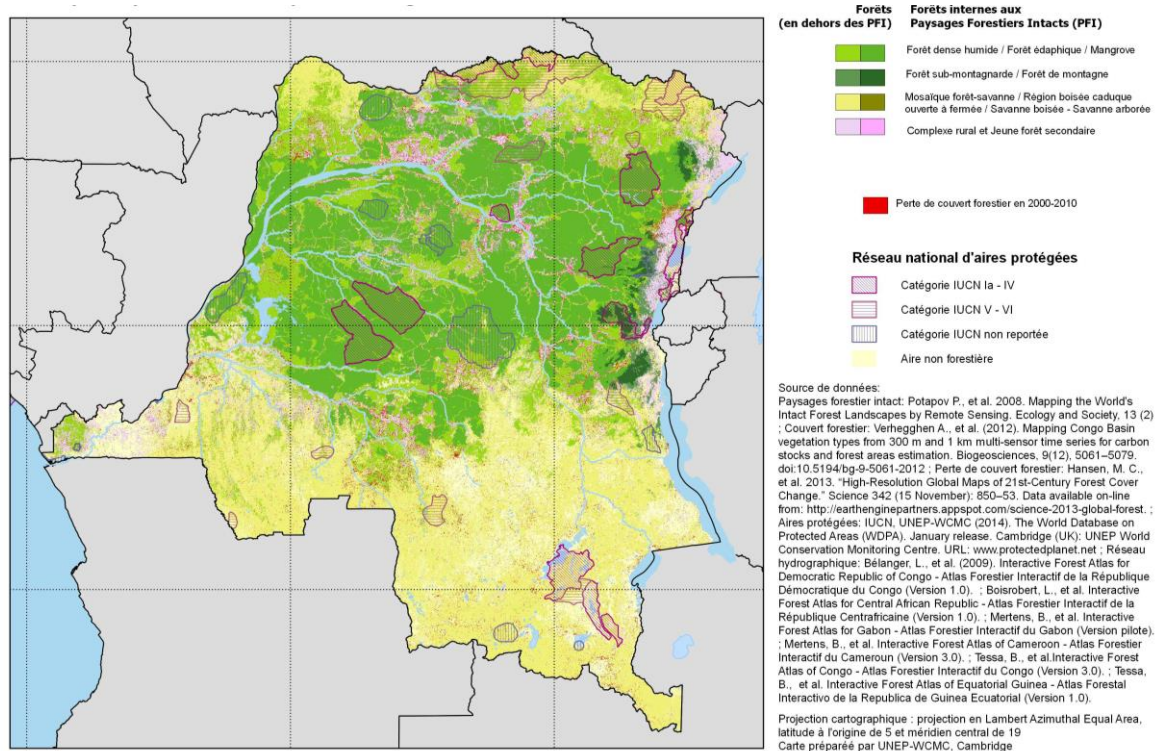 Forêts
(en dehors des PFI)
Forêts internes aux
Paysages Forestiers Intacts (PFI)
Forêt dense humide / Forêt édaphique / Mangrove
Forêt sub-montagnarde / Forêt de montagne
Mosaïque forêt-savanne / Région boisée caduque
ouverte à fermée / Savanne boisée - Savanne arborée
Complexe rural et Jeune forêt secondaire
Perte de couvert forestier en 2000-2010
Réseau national d'aires protégées
Catégorie IUCN Ia - IV
Catégorie IUCN V - VI
Catégorie IUCN non reportée
Aire non forestière
Source de données:
Paysages forestier intact: Potapov P., et al. 2008. Mapping the World's
Intact Forest Landscapes by Remote Sensing. Ecology and Society, 13 (2)
; Couvert forestier: Verhegghen A., et al. (2012). Mapping Congo Basin
vegetation types from 300 m and 1 km multi-sensor time series for carbon
stocks and forest areas estimation. Biogeosciences, 9(12), 5061–5079.
doi:10.5194/bg-9-5061-2012 ; Perte de couvert forestier: Hansen, M. C.,
et al. 2013. “High-Resolution Global Maps of 21st-Century Forest Cover
Change.” Science 342 (15 November): 850–53. Data available on-line
from: http://earthenginepartners.appspot.com/science-2013-global-forest. ;
Aires protégées: IUCN, UNEP-WCMC (2014). The World Database on
Protected Areas (WDPA). January release. Cambridge (UK): UNEP World
Conservation Monitoring Centre. URL: www.protectedplanet.net ; Réseau
hydrographique: Bélanger, L., et al. (2009). Interactive Forest Atlas for
Democratic Republic of Congo - Atlas Forestier Interactif de la République
Démocratique du Congo (Version 1.0). ; Boisrobert, L., et al. Interactive
Forest Atlas for Central African Republic - Atlas Forestier Interactif de la
République Centrafricaine (Version 1.0). ; Mertens, B., et al. Interactive
Forest Atlas for Gabon - Atlas Forestier Interactif du Gabon (Version pilote).
; Mertens, B., et al. Interactive Forest Atlas of Cameroon - Atlas Forestier
Interactif du Cameroun (Version 3.0). ; Tessa, B., et al.Interactive Forest
Atlas of Congo - Atlas Forestier Interactif du Congo (Version 3.0). ; Tessa,
B., et al. Interactive Forest Atlas of Equatorial Guinea - Atlas Forestal
Interactivo de la Republica de Guinea Ecuatorial (Version 1.0).
Projection cartographique : projection en Lambert Azimuthal Equal Area,
latitude à l'origine de 5 et méridien central de 19
Carte préparé par UNEP-WCMC, Cambridge